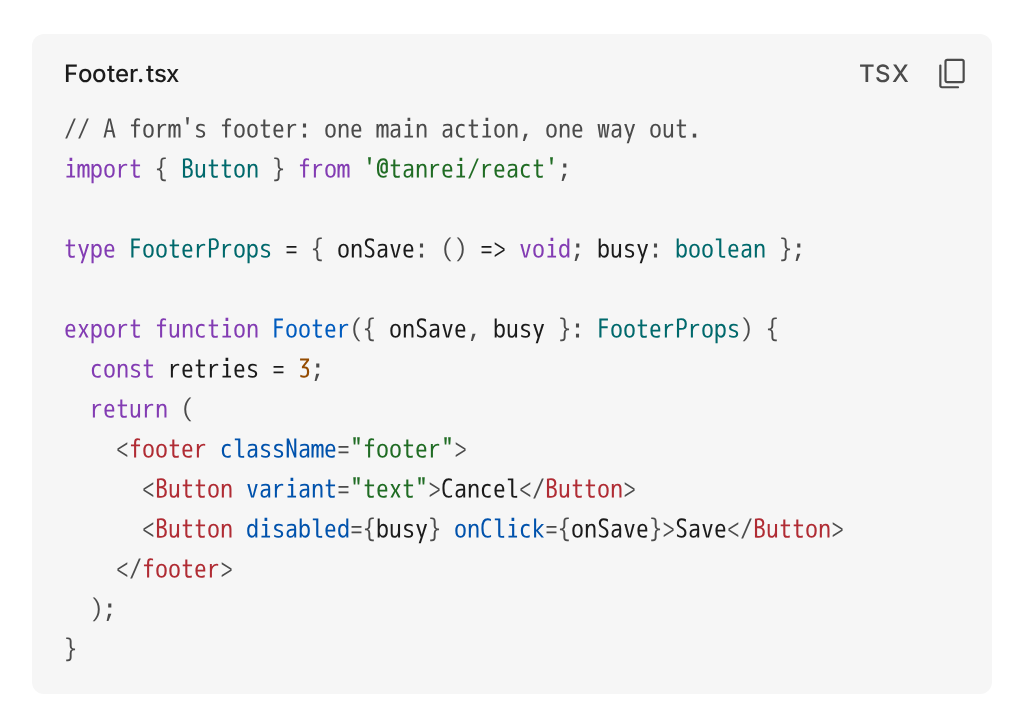 Footer.tsx
TSX
// A form's footer: one main action, one way out.
import { Button } from '@tanrei/react';

type FooterProps = { onSave: () => void; busy: boolean };

export function Footer({ onSave, busy }: FooterProps) {
  const retries = 3;
  return (
    <footer className="footer">
      <Button variant="text">Cancel</Button>
      <Button disabled={busy} onClick={onSave}>Save</Button>
    </footer>
  );
}